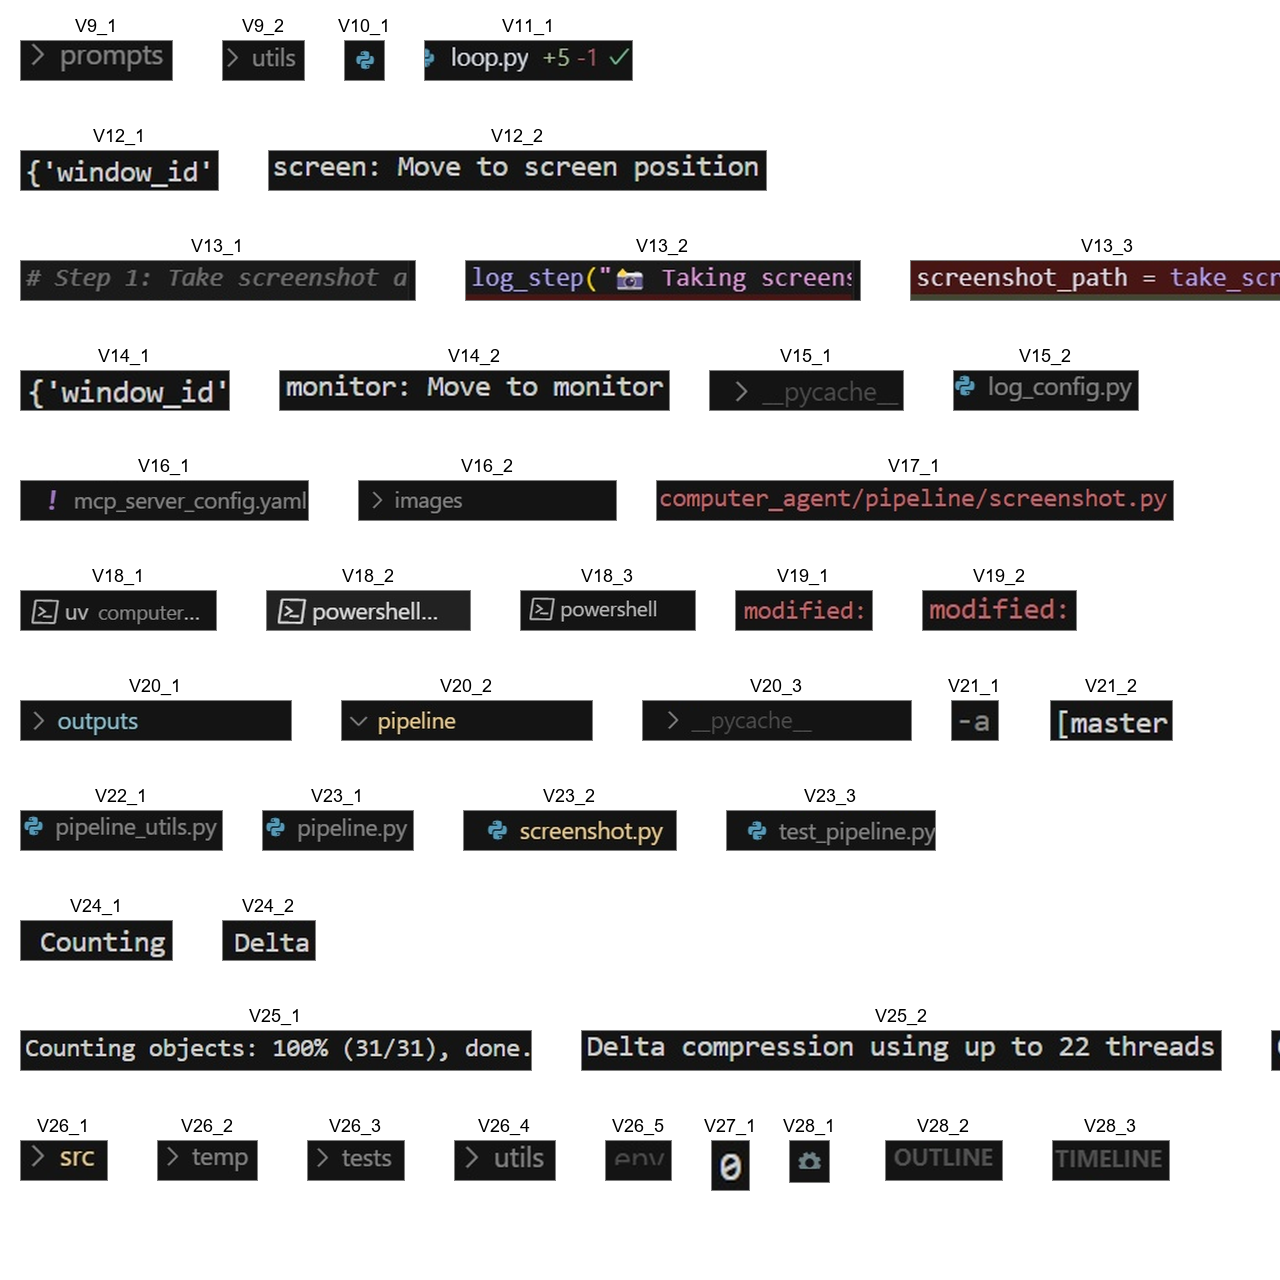 V9_1 V9_2 V10_1 V11_1
> prompts > utils loop.py +5 -1 ✓
V12_1 V12_2
{'window_id' screen: Move to screen position
V13_1 V13_2 V13_3
# Step 1: Take screenshot a log_step("📷 Taking screens screenshot_path = take_scr
V14_1 V14_2 V15_1 V15_2
{'window_id' monitor: Move to monitor > __pycache__ log_config.py
V16_1 V16_2 V17_1
! mcp_server_config.yaml > images computer_agent/pipeline/screenshot.py
V18_1 V18_2 V18_3 V19_1 V19_2
uv computer... powershell... powershell modified: modified:
V20_1 V20_2 V20_3 V21_1 V21_2
> outputs pipeline > __pycache__ -a [master
V22_1 V23_1 V23_2 V23_3
pipeline_utils.py pipeline.py screenshot.py test_pipeline.py
V24_1 V24_2
Counting Delta
V25_1 V25_2
Counting objects: 100% (31/31), done. Delta compression using up to 22 threads
V26_1 V26_2 V26_3 V26_4 V26_5 V27_1 V28_1 V28_2 V28_3
> src > temp > tests > utils env 0 OUTLINE TIMELINE